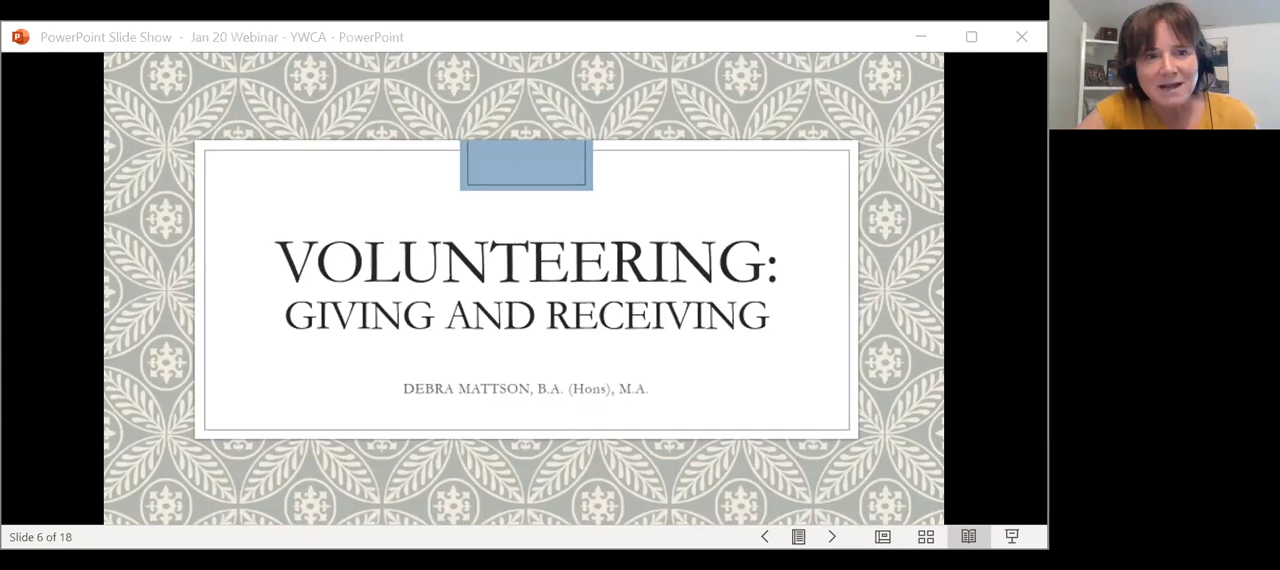 PowerPoint Slide Show - Jan 20 Webinar - YWCA - PowerPoint
VOLUNTEERING:
GIVING AND RECEIVING
DEBRA MATTSON, B.A. (Hons), M.A.
Slide 6 of 18